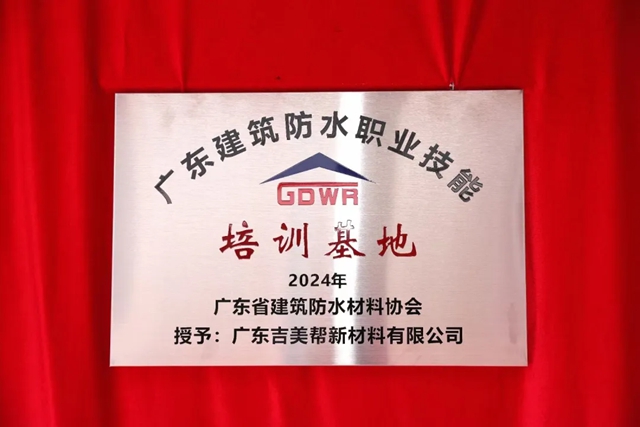 广东建筑防水职业技能
GDWR
培训基地
2024年
广东省建筑防水材料协会
授予：广东吉美帮新材料有限公司